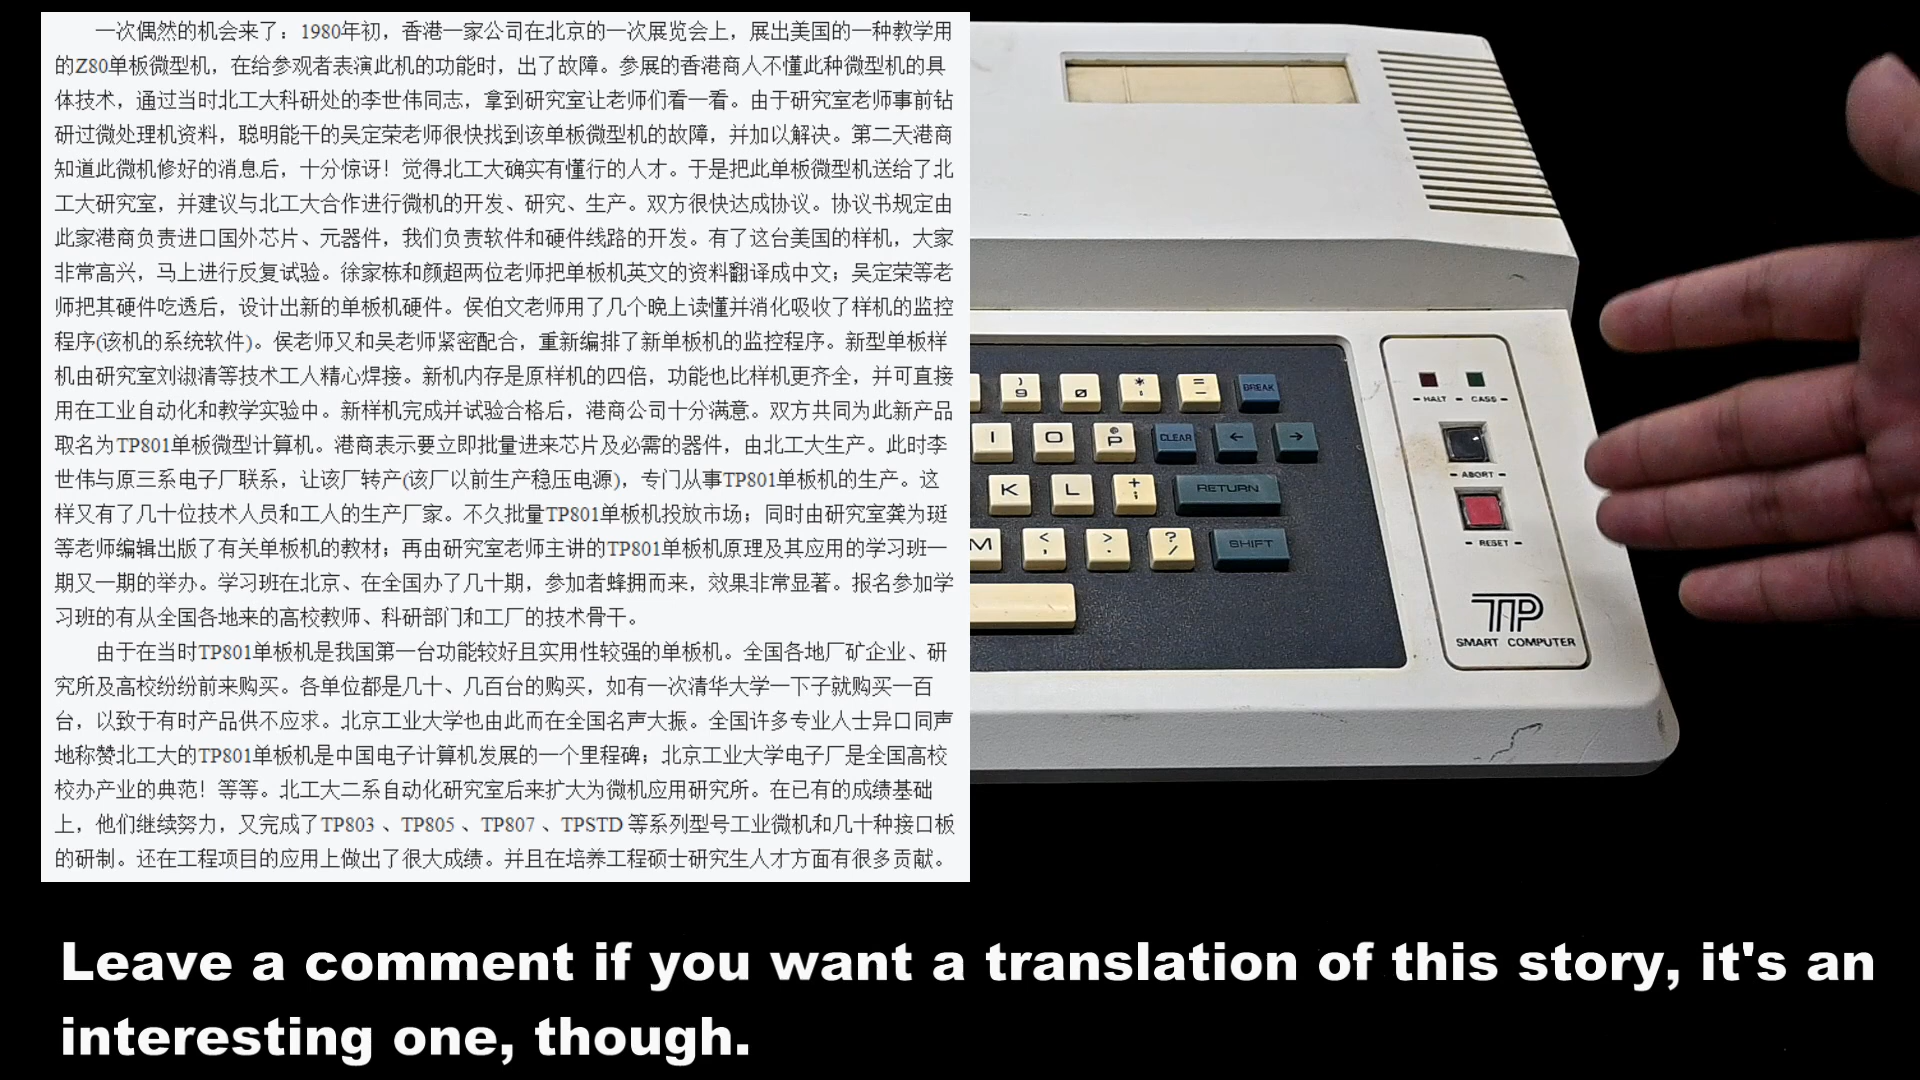 一次偶然的机会来了：1980年初，香港一家公司在北京的一次展览会上，展出美国的一种教学用
的Z80单板微型机，在给参观者表演此机的功能时，出了故障。参展的香港商人不懂此种微型机的具
体技术，通过当时北工大科研处的李世伟同志，拿到研究室让老师们看一看。由于研究室老师事前钻
研过微处理机资料，聪明能干的吴定荣老师很快找到该单板微型机的故障，并加以解决。第二天港商
知道此微机修好的消息后，十分惊讶！觉得北工大确实有懂行的人才。于是把此单板微型机送给了北
工大研究室，并建议与北工大合作进行微机的开发、研究、生产。双方很快达成协议。协议书规定由
此家港商负责进口国外芯片、元器件，我们负责软件和硬件线路的开发。有了这台美国的样机，大家
非常高兴，马上进行反复试验。徐家栋和颜超两位老师把单板机英文的资料翻译成中文；吴定荣等老
师把其硬件吃透后，设计出新的单板机硬件。侯伯文老师用了几个晚上读懂并消化吸收了样机的监控
程序(该机的系统软件)。侯老师又和吴老师紧密配合，重新编排了新单板机的监控程序。新型单板样
机由研究室刘淑清等技术工人精心焊接。新机内存是原样机的四倍，功能也比样机更齐全，并可直接
用在工业自动化和教学实验中。新样机完成并试验合格后，港商公司十分满意。双方共同为此新产品
取名为TP801单板微型计算机。港商表示要立即批量进来芯片及必需的器件，由北工大生产。此时李
世伟与原三系电子厂联系，让该厂转产(该厂以前生产稳压电源)，专门从事TP801单板机的生产。这
样又有了几十位技术人员和工人的生产厂家。不久批量TP801单板机投放市场；同时由研究室龚为珽
等老师编辑出版了有关单板机的教材；再由研究室老师主讲的TP801单板机原理及其应用的学习班一
期又一期的举办。学习班在北京、在全国办了几十期，参加者蜂拥而来，效果非常显著。报名参加学
习班的有从全国各地来的高校教师、科研部门和工厂的技术骨干。
由于在当时TP801单板机是我国第一台功能较好且实用性较强的单板机。全国各地厂矿企业、研
究所及高校纷纷前来购买。各单位都是几十、几百台的购买，如有一次清华大学一下子就购买一百
台，以致于有时产品供不应求。北京工业大学也由此而在全国名声大振。全国许多专业人士异口同声
地称赞北工大的TP801单板机是中国电子计算机发展的一个里程碑；北京工业大学电子厂是全国高校
校办产业的典范！等等。北工大二系自动化研究室后来扩大为微机应用研究所。在已有的成绩基础
上，他们继续努力，又完成了TP803 、TP805 、TP807 、TPSTD 等系列型号工业微机和几十种接口板
的研制。还在工程项目的应用上做出了很大成绩。并且在培养工程硕士研究生人才方面有很多贡献。
) 9 0 * : = - BREAK
I O @ P CLEAR ← →
K L + ; RETURN
M < , > . ? / SHIFT
HALT CASS
ABORT
RESET
TP
SMART COMPUTER
Leave a comment if you want a translation of this story, it's an
interesting one, though.